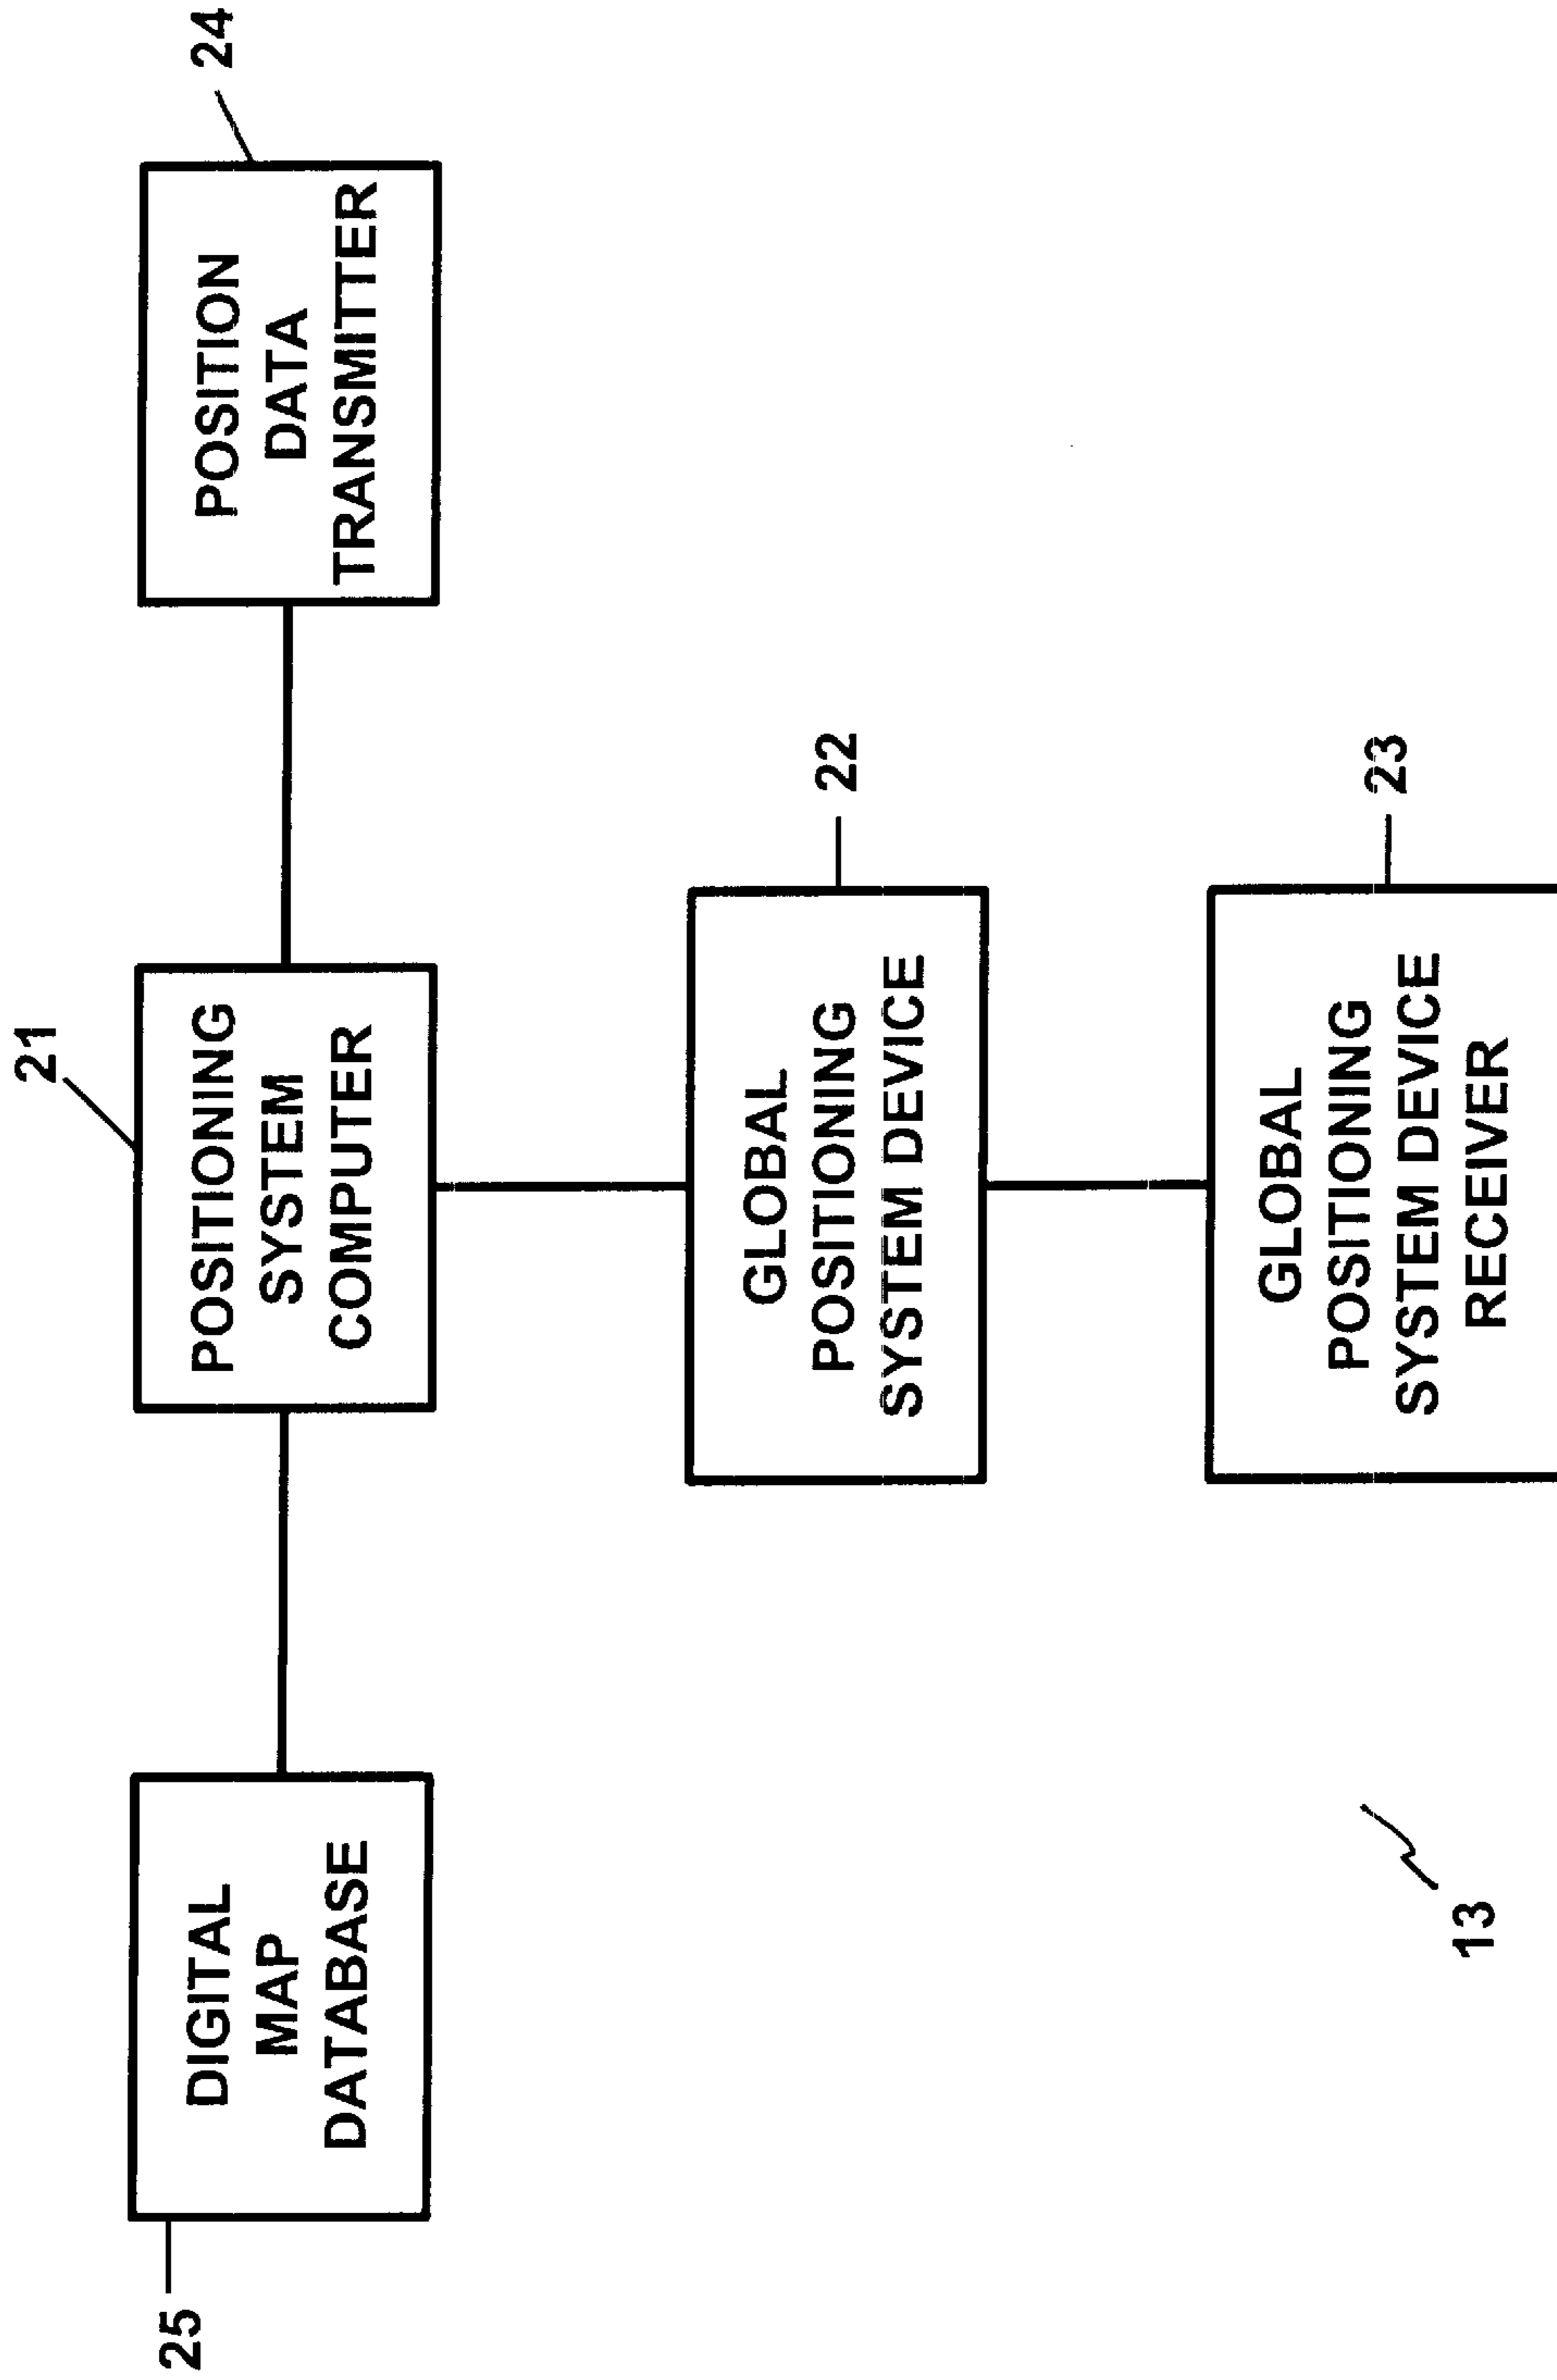 21
24
25
DIGITAL
MAP
DATABASE
POSITIONING
SYSTEM
COMPUTER
POSITION
DATA
TRANSMITTER
22
GLOBAL
POSITIONING
SYSTEM DEVICE
23
GLOBAL
POSITIONING
SYSTEM DEVICE
RECEIVER
13